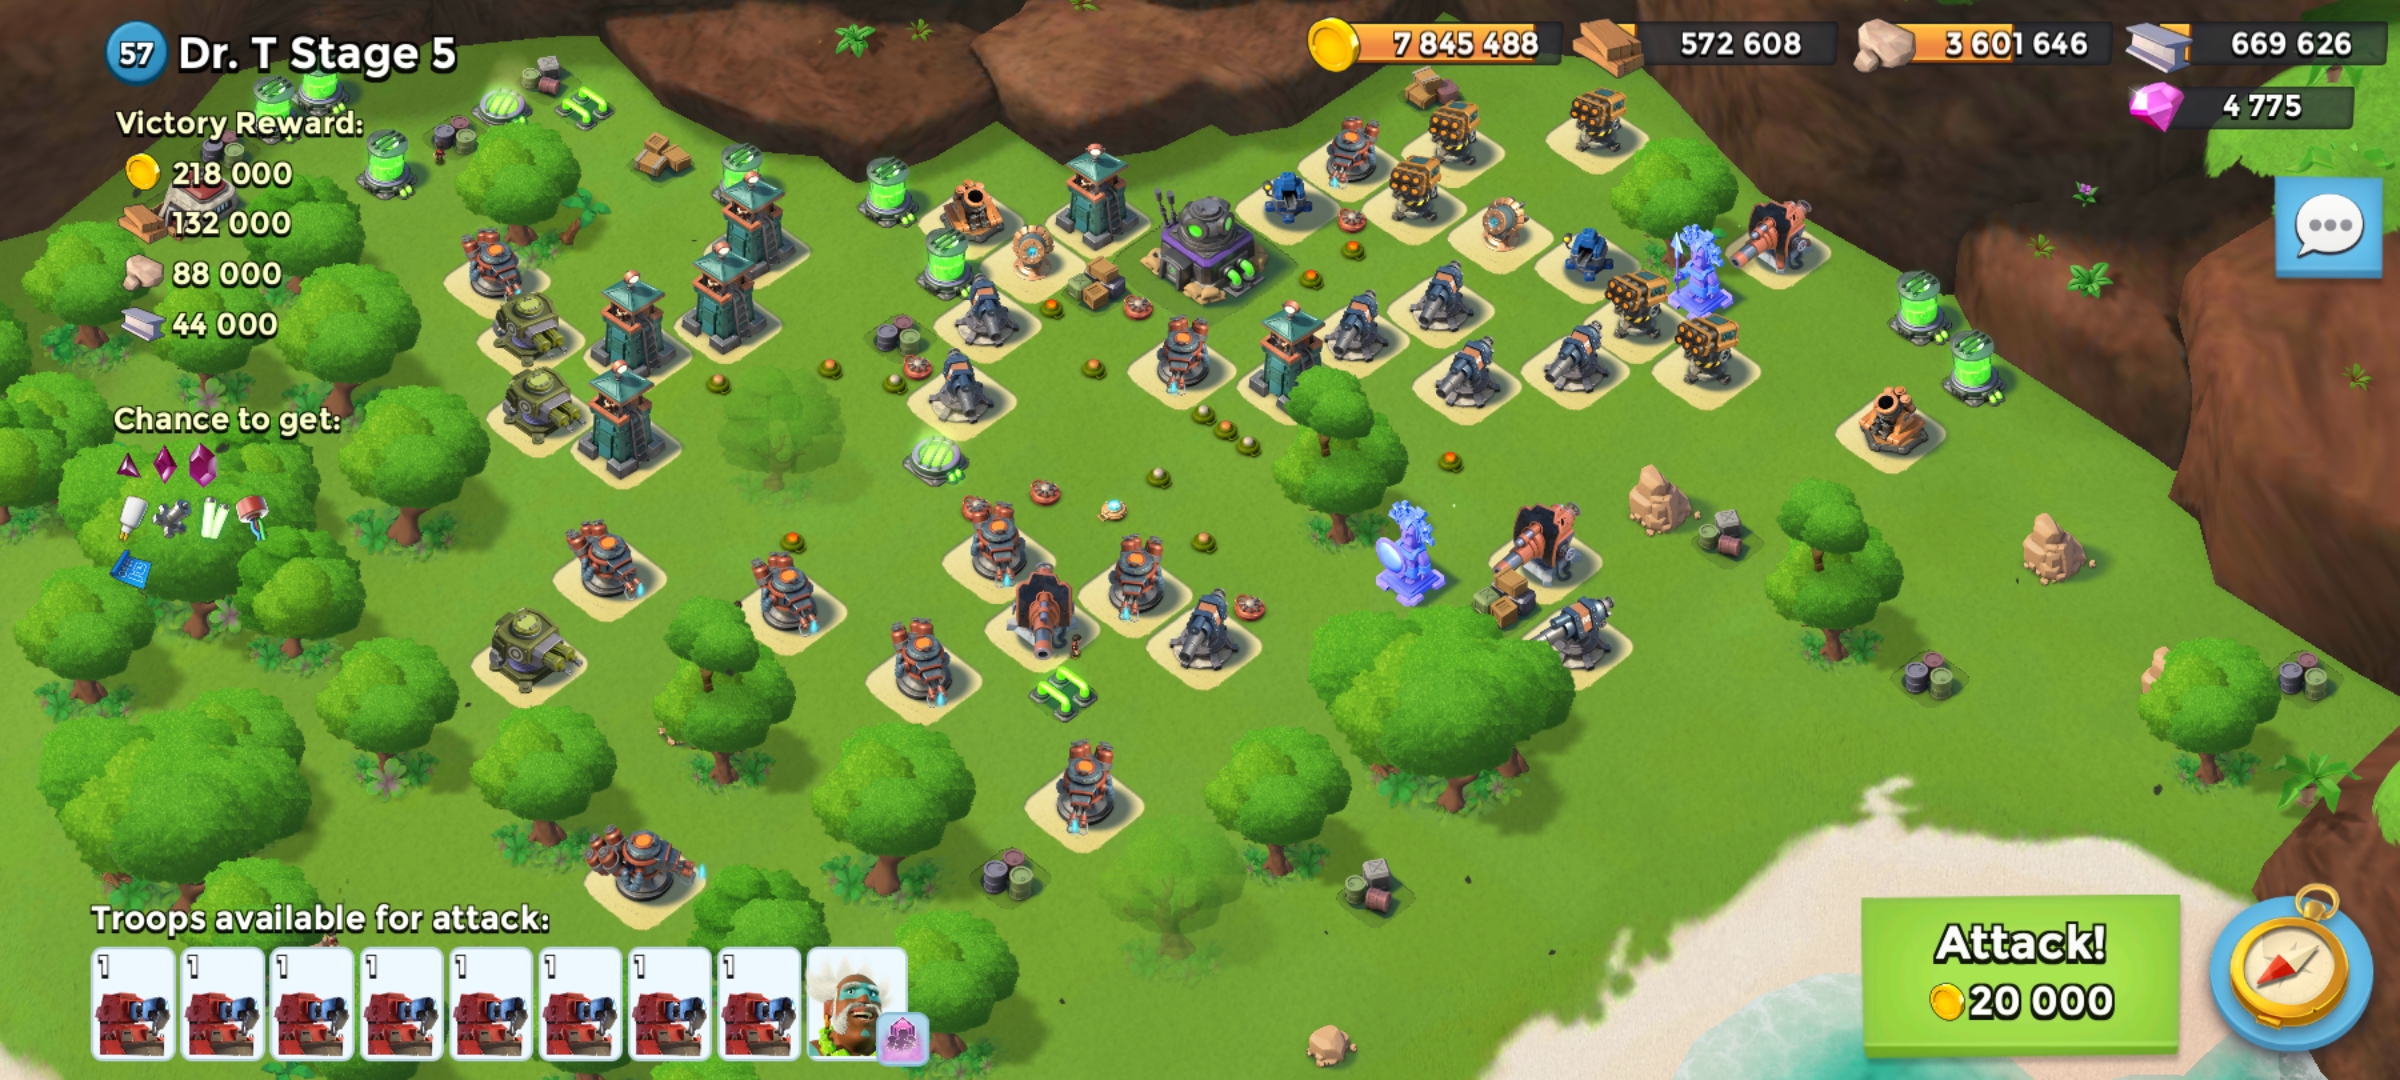 57 Dr. T Stage 5
7 845 488
572 608
3 601 646
669 626
4 775
Victory Reward:
218 000
132 000
88 000
44 000
Chance to get:
Troops available for attack:
1 1 1 1 1 1 1 1
Attack!
20 000